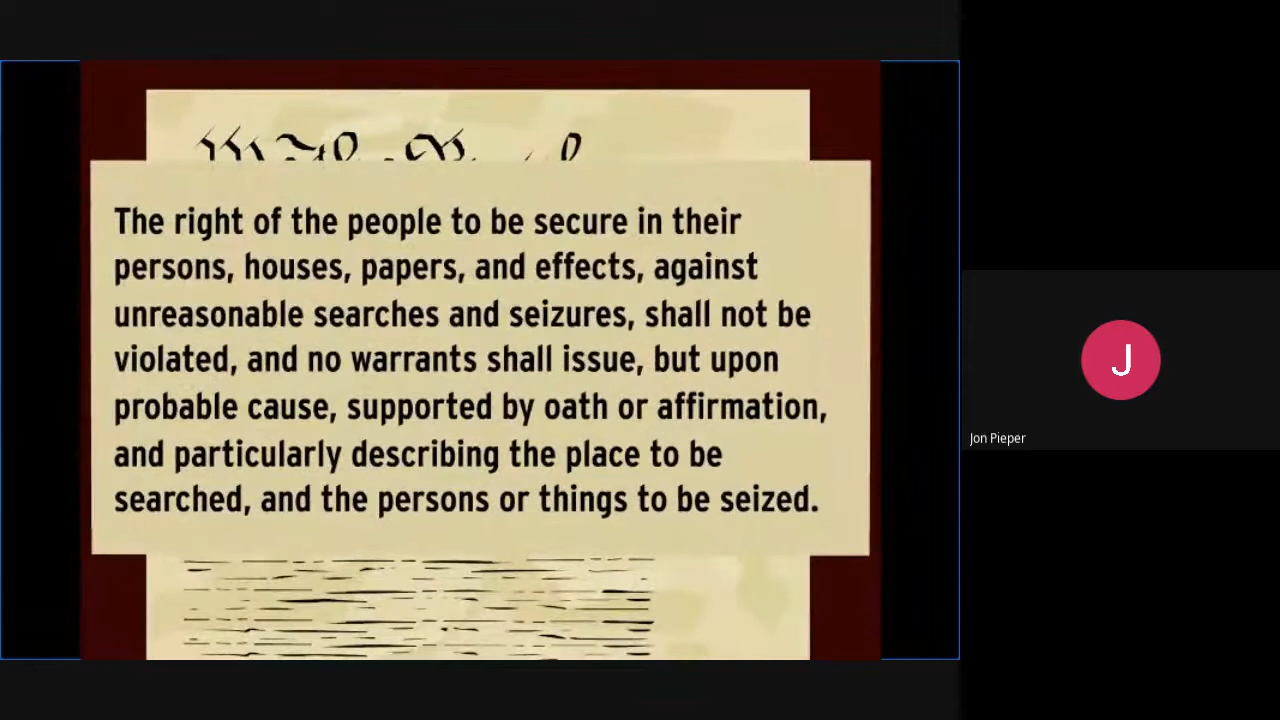 The right of the people to be secure in their
persons, houses, papers, and effects, against
unreasonable searches and seizures, shall not be
violated, and no warrants shall issue, but upon
probable cause, supported by oath or affirmation,
and particularly describing the place to be
searched, and the persons or things to be seized.
J
Jon Pieper